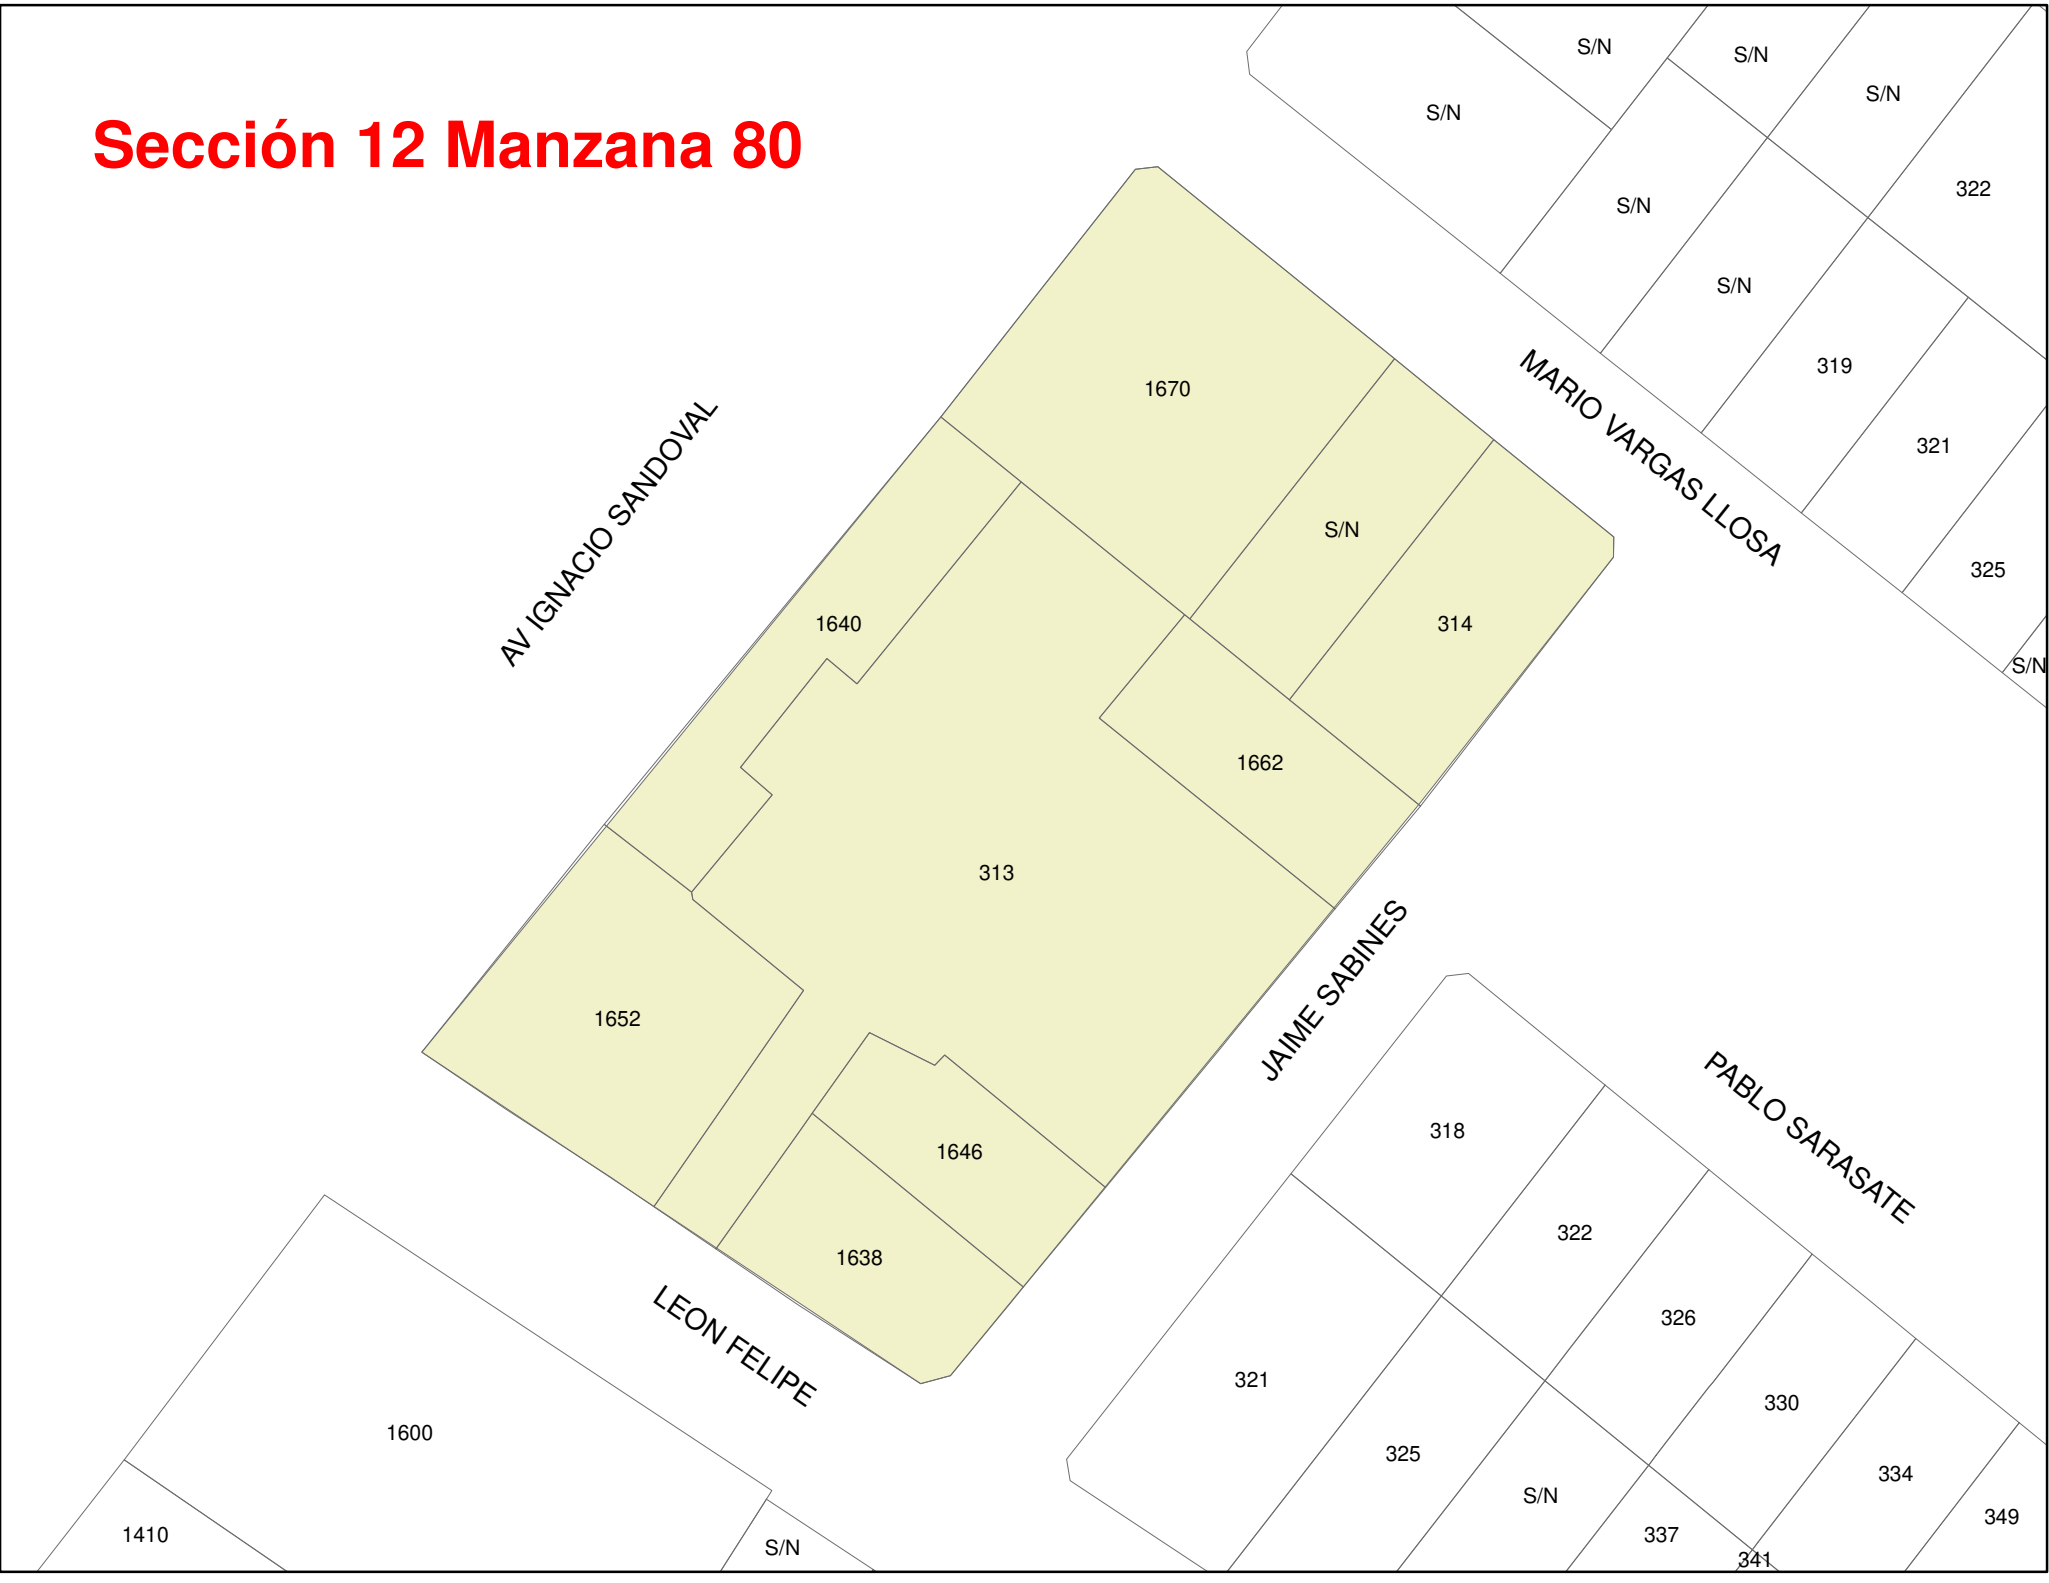 Sección 12 Manzana 80
S/N
S/N
S/N
S/N
322
S/N
S/N
319
321
325
S/N
MARIO VARGAS LLOSA
AV IGNACIO SANDOVAL
1670
S/N
314
1640
1662
313
1652
1646
1638
JAIME SABINES
PABLO SARASATE
LEON FELIPE
318
322
326
330
334
349
321
325
S/N
337
341
1600
1410
S/N